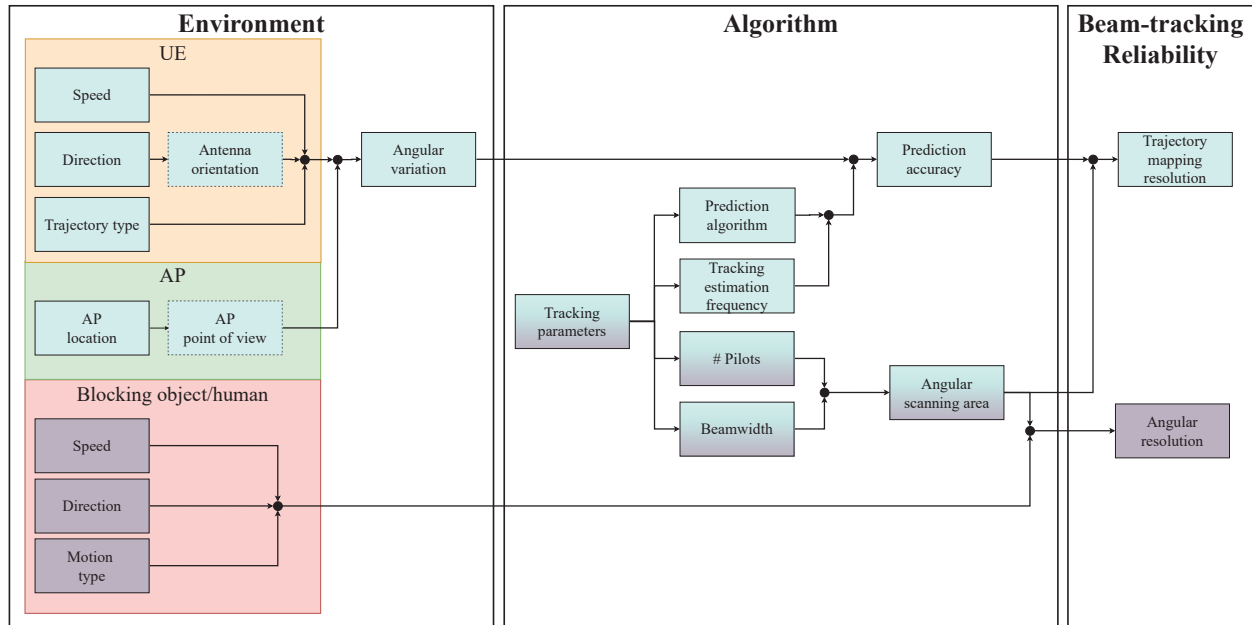 Environment
UE
Speed
Direction
Antenna
orientation
Trajectory type
Angular
variation
AP
AP
location
AP
point of view
Blocking object/human
Speed
Direction
Motion
type
Algorithm
Prediction
accuracy
Prediction
algorithm
Tracking
estimation
frequency
Tracking
parameters
# Pilots
Beamwidth
Angular
scanning area
Beam-tracking
Reliability
Trajectory
mapping
resolution
Angular
resolution